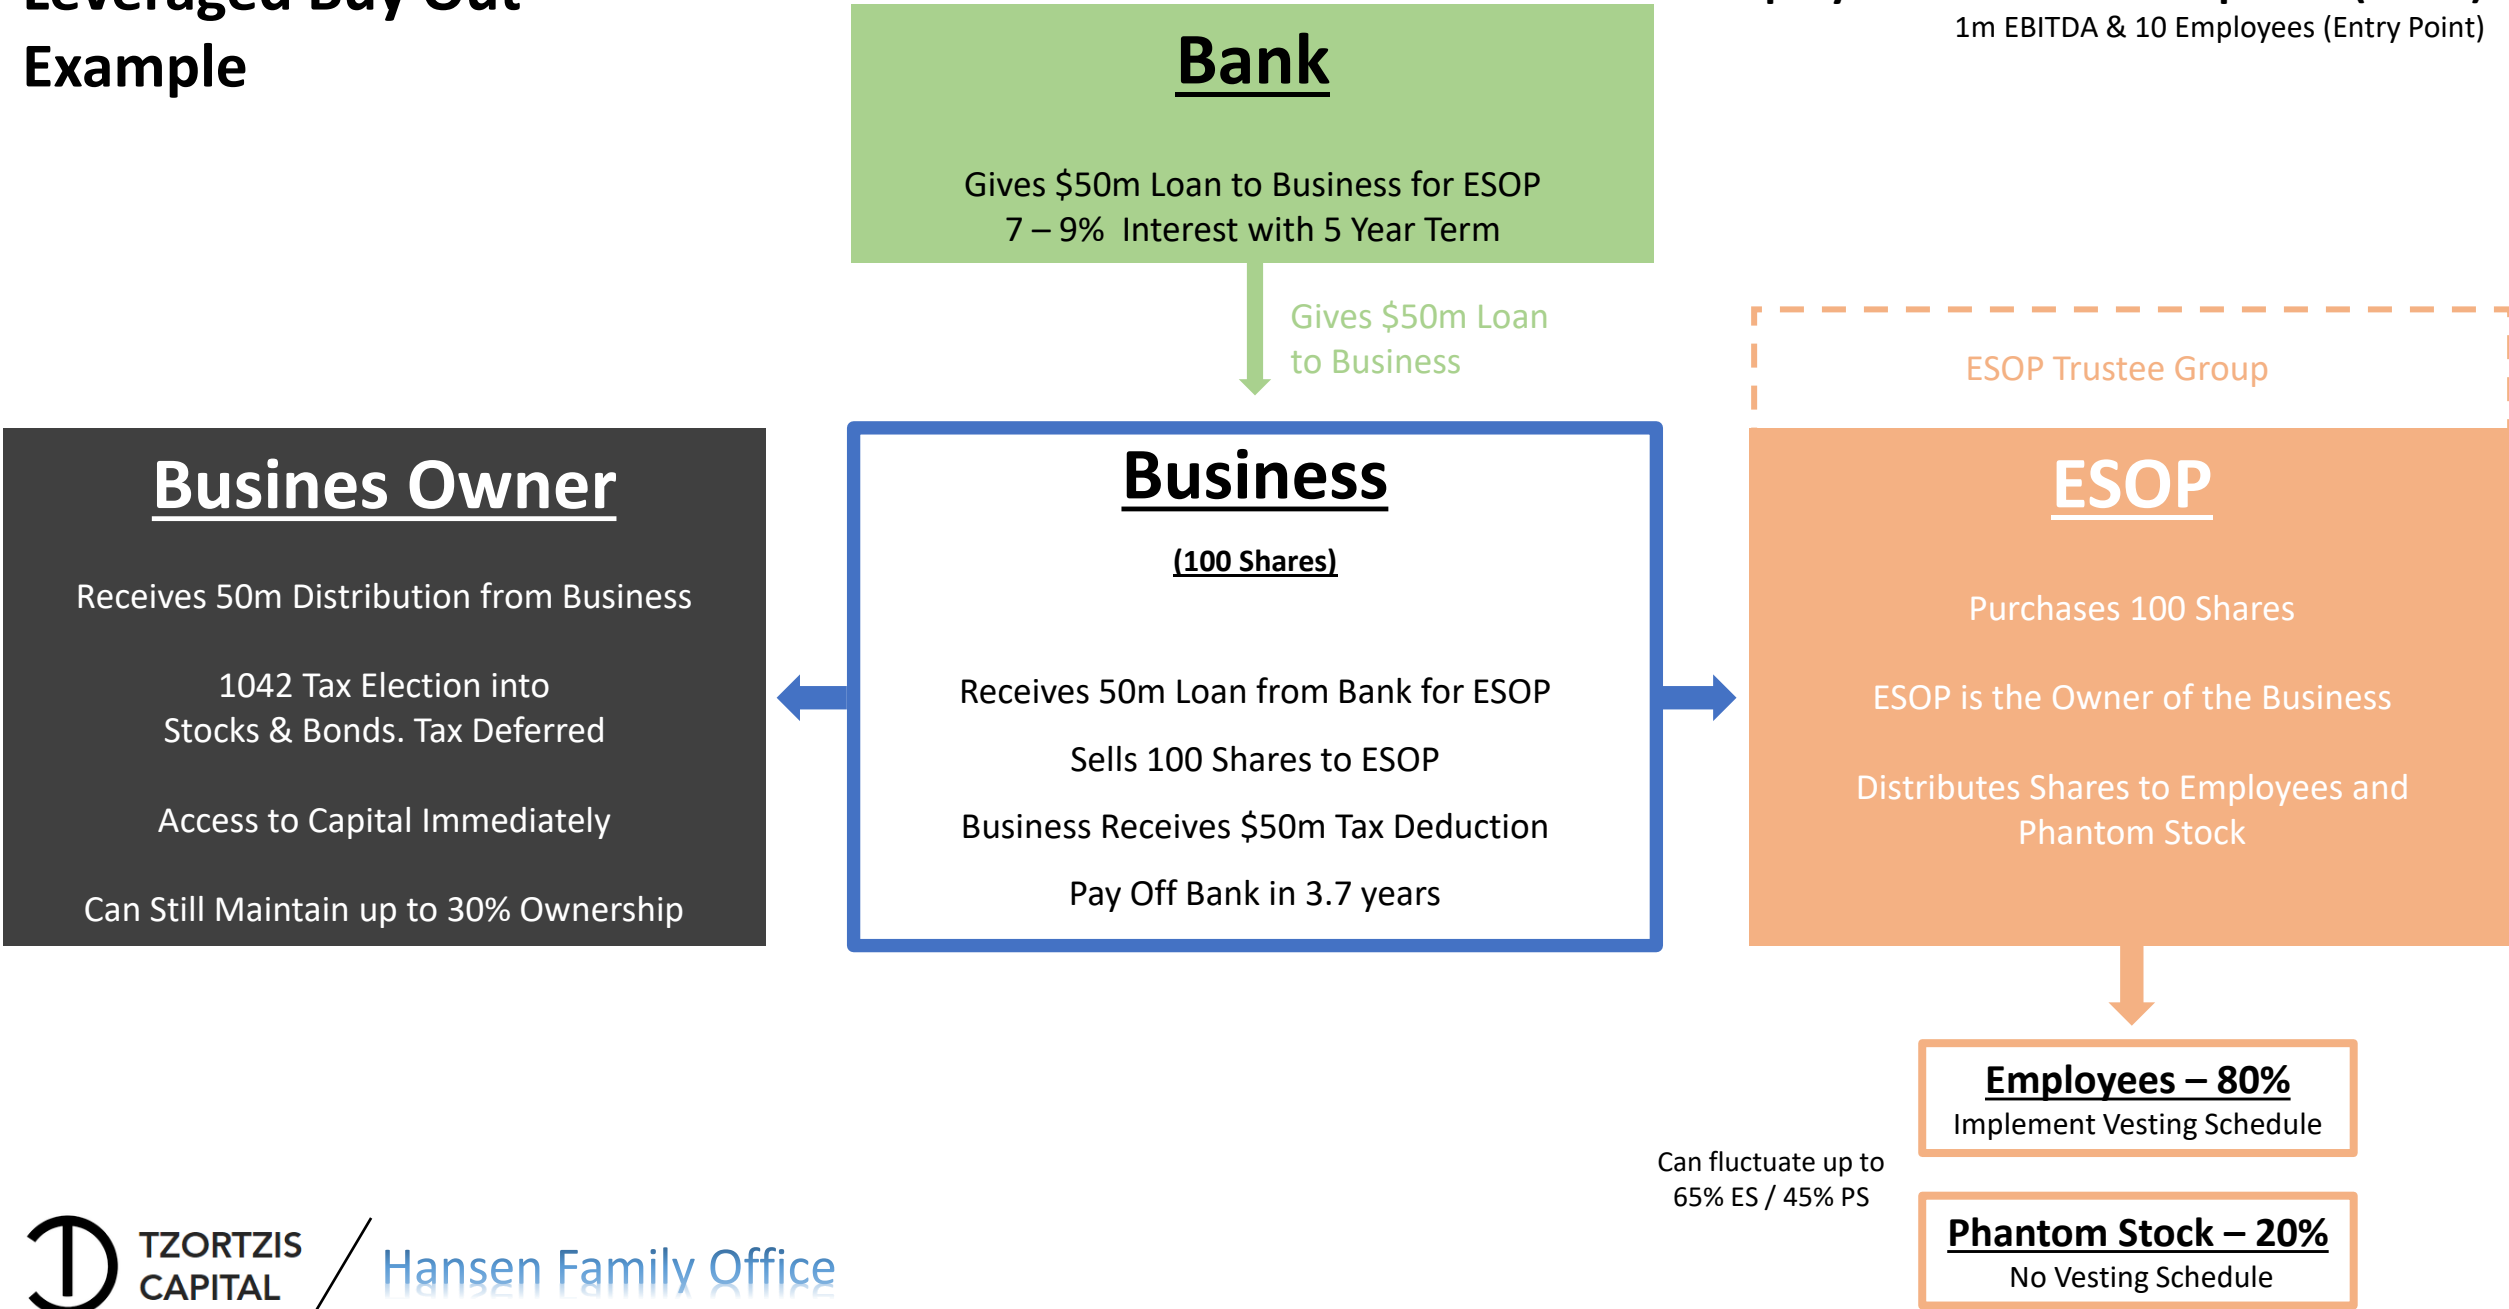 Leveraged Buy Out
Example
1m EBITDA & 10 Employees (Entry Point)
Bank
Gives $50m Loan to Business for ESOP
7 – 9% Interest with 5 Year Term
Gives $50m Loan
to Business
ESOP Trustee Group
Busines Owner
Receives 50m Distribution from Business
1042 Tax Election into
Stocks & Bonds. Tax Deferred
Access to Capital Immediately
Can Still Maintain up to 30% Ownership
Business
(100 Shares)
Receives 50m Loan from Bank for ESOP
Sells 100 Shares to ESOP
Business Receives $50m Tax Deduction
Pay Off Bank in 3.7 years
ESOP
Purchases 100 Shares
ESOP is the Owner of the Business
Distributes Shares to Employees and
Phantom Stock
Employees – 80%
Implement Vesting Schedule
Can fluctuate up to
65% ES / 45% PS
Phantom Stock – 20%
No Vesting Schedule
TZORTZIS
CAPITAL
Hansen Family Office